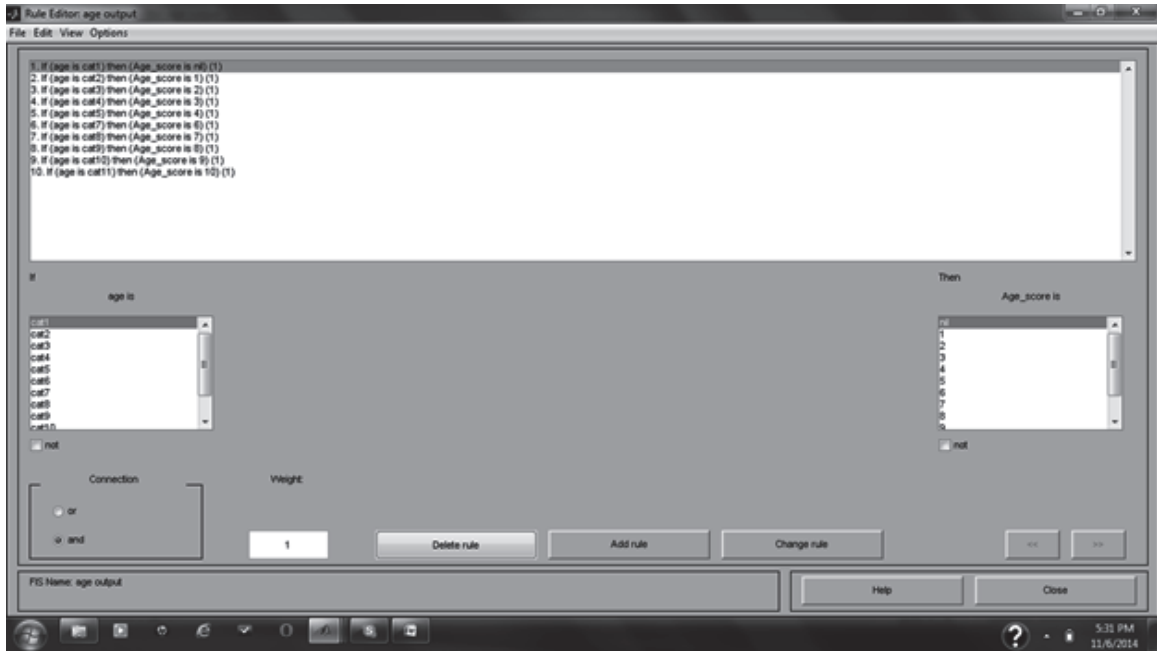 Rule Editor: age output
File Edit View Options
1. If (age is cat1) then (Age_score is nil) (1)
2. If (age is cat2) then (Age_score is 1) (1)
3. If (age is cat3) then (Age_score is 2) (1)
4. If (age is cat4) then (Age_score is 3) (1)
5. If (age is cat5) then (Age_score is 4) (1)
6. If (age is cat7) then (Age_score is 6) (1)
7. If (age is cat8) then (Age_score is 7) (1)
8. If (age is cat9) then (Age_score is 8) (1)
9. If (age is cat10) then (Age_score is 9) (1)
10. If (age is cat11) then (Age_score is 10) (1)
If
age is
cat1
cat2
cat3
cat4
cat5
cat6
cat7
cat8
cat9
cat10
not
Then
Age_score is
nil
1
2
3
4
5
6
7
8
9
not
Connection
or
and
Weight:
1
Delete rule
Add rule
Change rule
<<
>>
FIS Name: age output
Help
Close
5:31 PM
11/6/2014